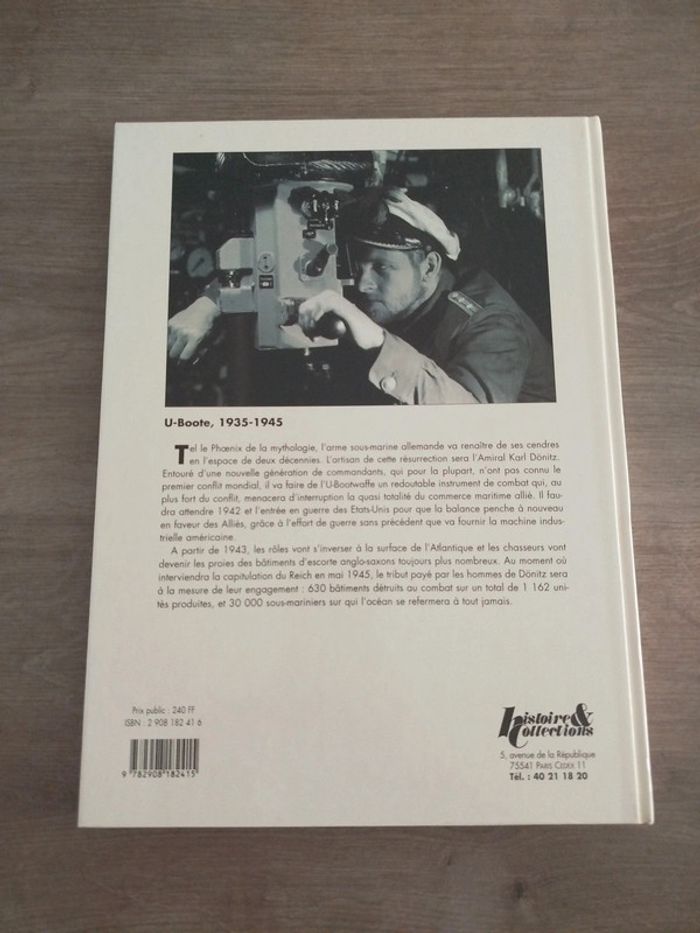 U-Boote, 1935-1945
Tel le Phœnix de la mythologie, l'arme sous-marine allemande va renaître de ses cendres
en l'espace de deux décennies. L'artisan de cette résurrection sera l'Amiral Karl Dönitz.
Entouré d'une nouvelle génération de commandants, qui pour la plupart, n'ont pas connu le
premier conflit mondial, il va faire de l'U-Bootwaffe un redoutable instrument de combat qui, au
plus fort du conflit, menacera d'interruption la quasi totalité du commerce maritime allié. Il fau-
dra attendre 1942 et l'entrée en guerre des Etats-Unis pour que la balance penche à nouveau
en faveur des Alliés, grâce à l'effort de guerre sans précédent que va fournir la machine indus-
trielle américaine.
A partir de 1943, les rôles vont s'inverser à la surface de l'Atlantique et les chasseurs vont
devenir les proies des bâtiments d'escorte anglo-saxons toujours plus nombreux. Au moment où
interviendra la capitulation du Reich en mai 1945, le tribut payé par les hommes de Dönitz sera
à la mesure de leur engagement : 630 bâtiments détruits au combat sur un total de 1 162 uni-
tés produites, et 30 000 sous-mariniers sur qui l'océan se refermera à tout jamais.
Prix public : 240 FF
ISBN : 2 908 182 41 6
9 782908 182415
histoire &
Collections
5, avenue de la République
75541 PARIS CEDEX 11
Tél. : 40 21 18 20